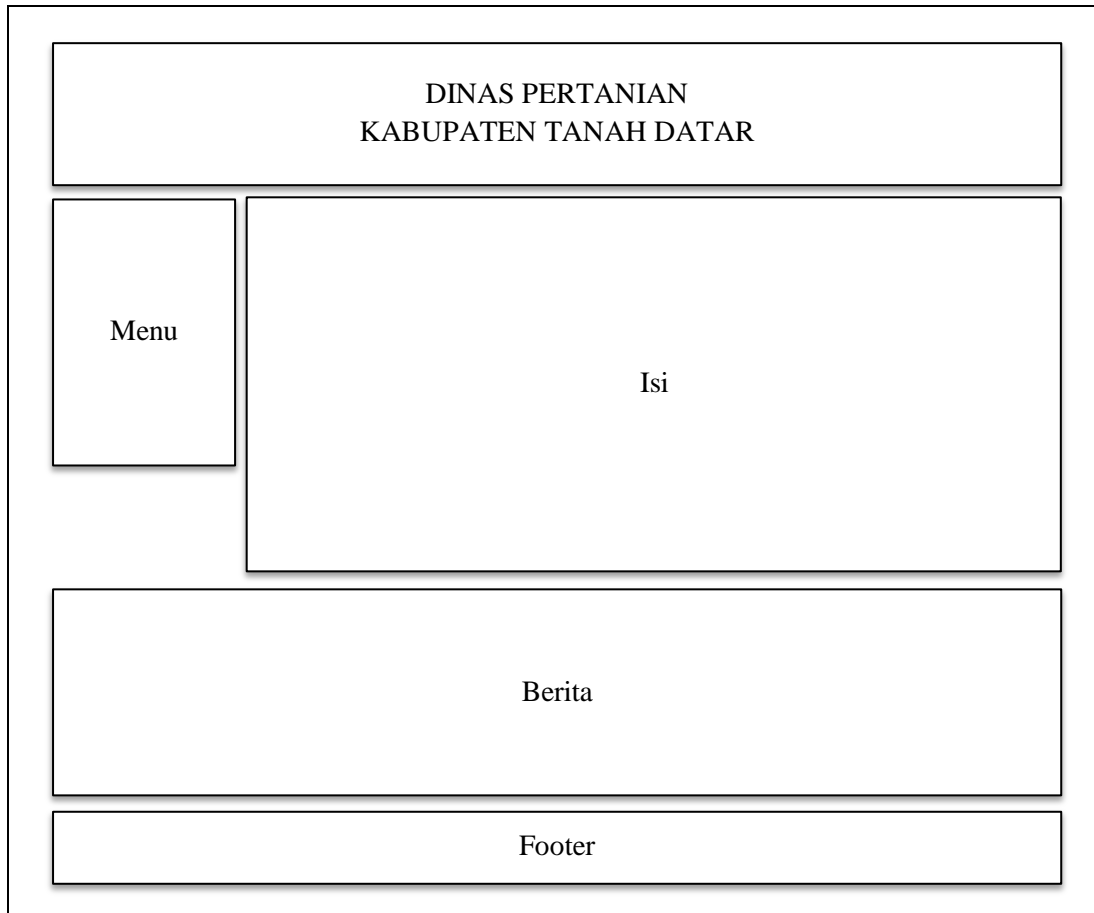 DINAS PERTANIAN
KABUPATEN TANAH DATAR
Menu
Isi
Berita
Footer